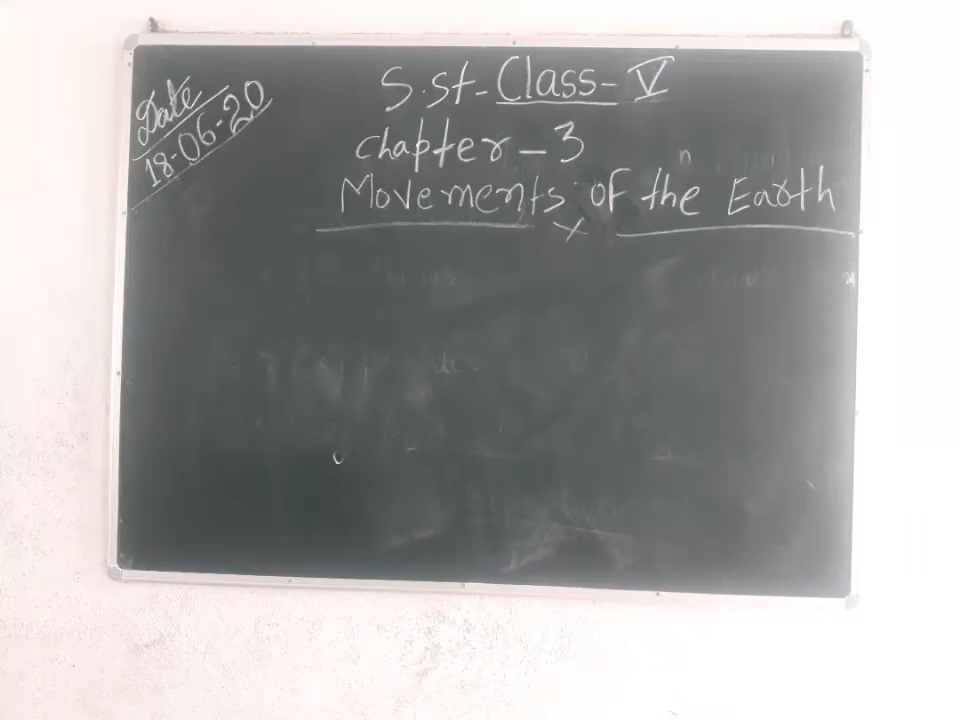 Date
18-06-20
S.st-Class-V
chapter-3
Movements of the Earth